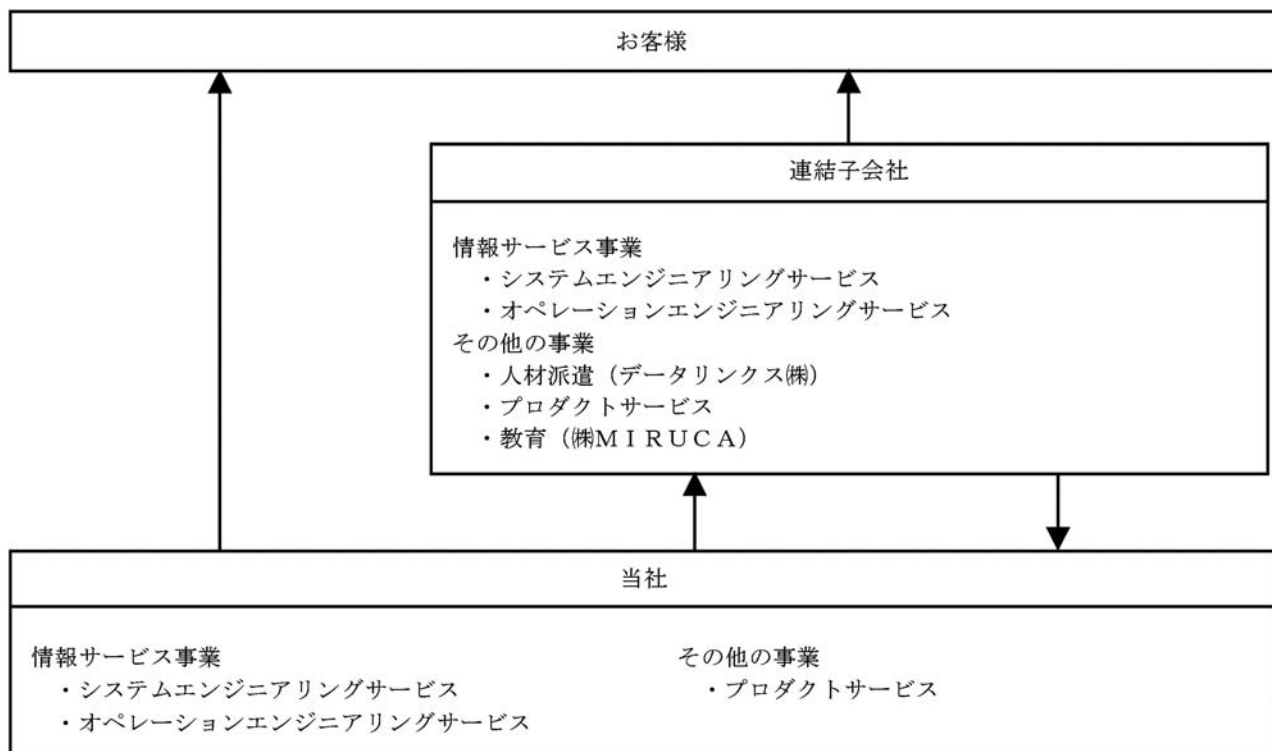 お客様
連結子会社
情報サービス事業
・システムエンジニアリングサービス
・オペレーションエンジニアリングサービス
その他の事業
・人材派遣（データリンクス㈱）
・プロダクトサービス
・教育（㈱ＭＩＲＵＣＡ）
当社
情報サービス事業
・システムエンジニアリングサービス
・オペレーションエンジニアリングサービス
その他の事業
・プロダクトサービス